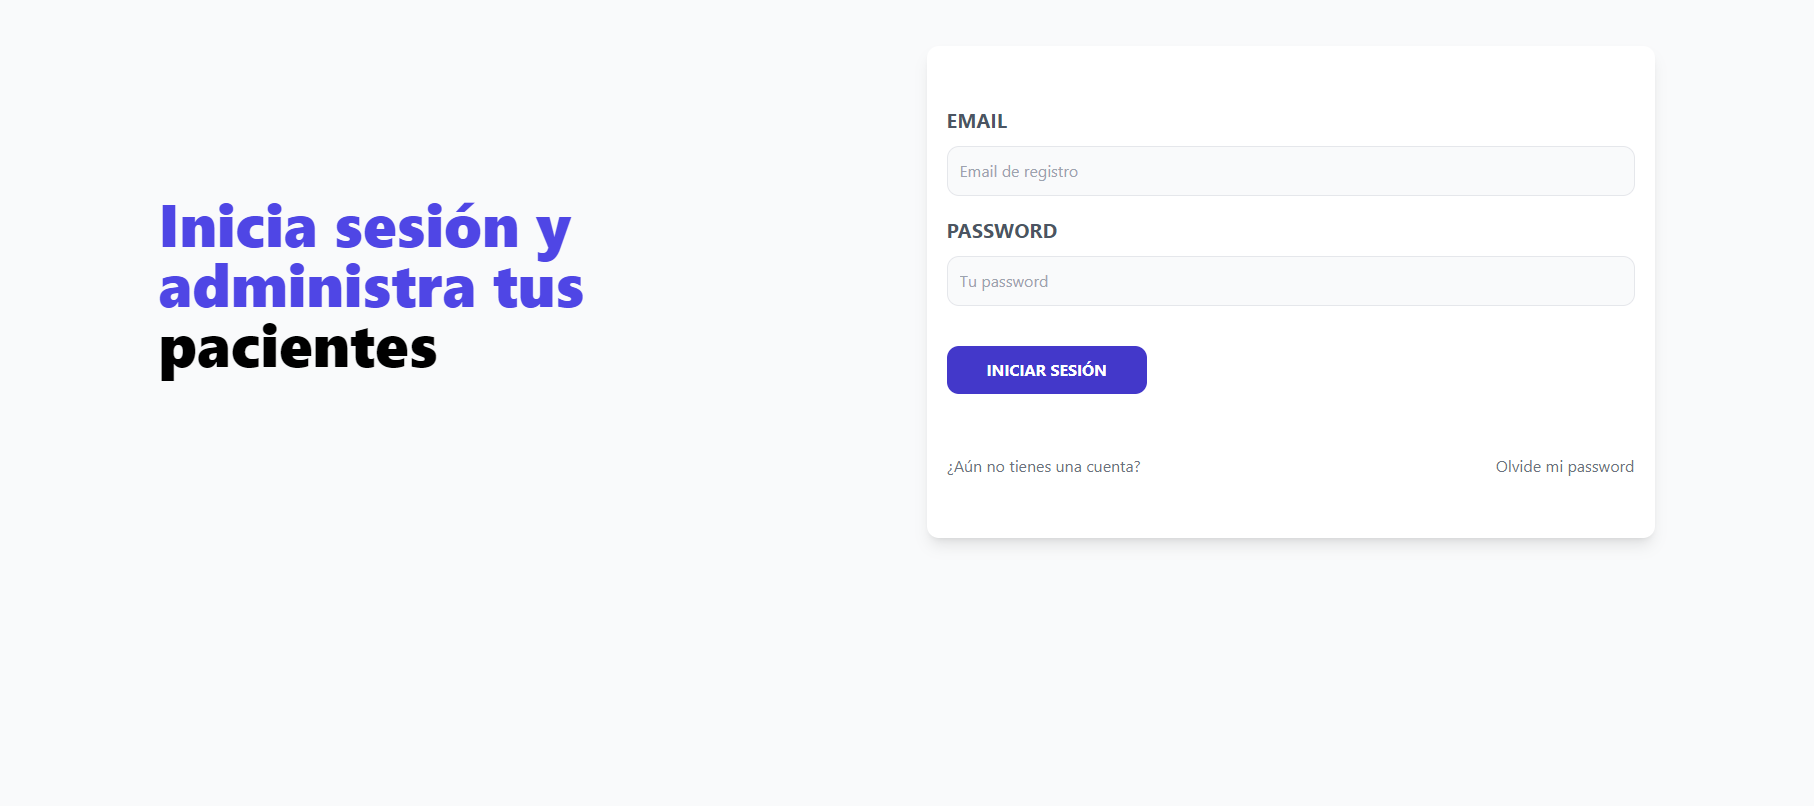 Inicia sesión y
administra tus
pacientes
EMAIL
Email de registro
PASSWORD
Tu password
INICIAR SESIÓN
¿Aún no tienes una cuenta?
Olvide mi password